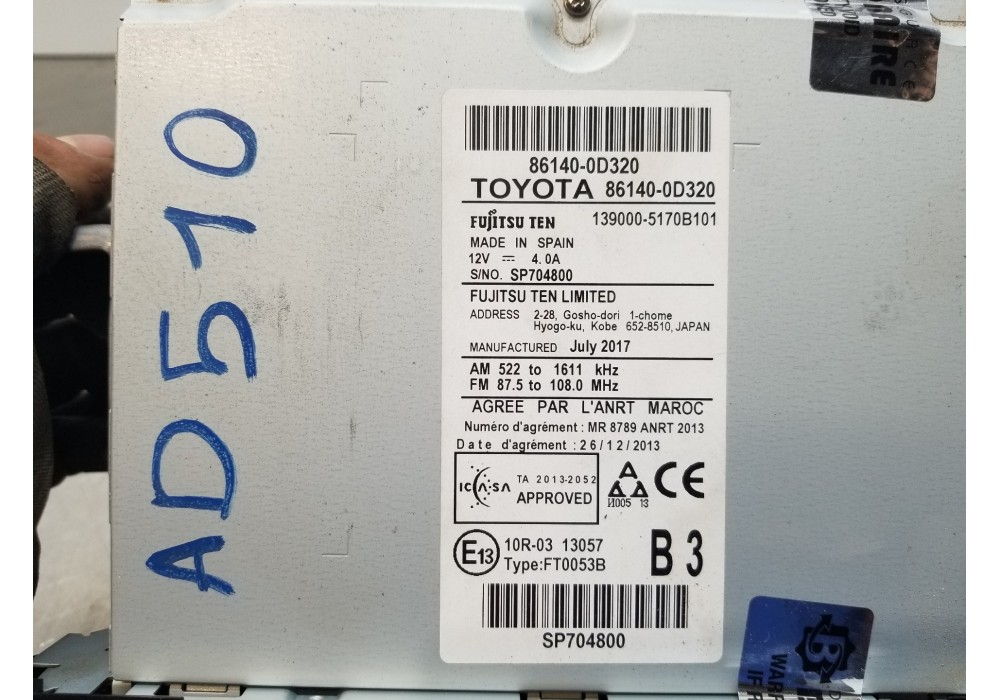 AD510
86140-0D320
TOYOTA 86140-0D320
FUJITSU TEN 139000-5170B101
MADE IN SPAIN
12V ⎓ 4.0A
S/NO. SP704800
FUJITSU TEN LIMITED
ADDRESS 2-28, Gosho-dori 1-chome
Hyogo-ku, Kobe 652-8510, JAPAN
MANUFACTURED July 2017
AM 522 to 1611 kHz
FM 87.5 to 108.0 MHz
AGREE PAR L'ANRT MAROC
Numéro d'agrément : MR 8789 ANRT 2013
Date d'agrément : 26/12/2013
ICASA TA 2013-2052
APPROVED
CE
И005 13
E13 10R-03 13057
Type:FT0053B
B 3
SP704800
VOID